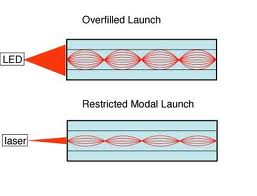 Overfilled Launch
LED
Restricted Modal Launch
laser